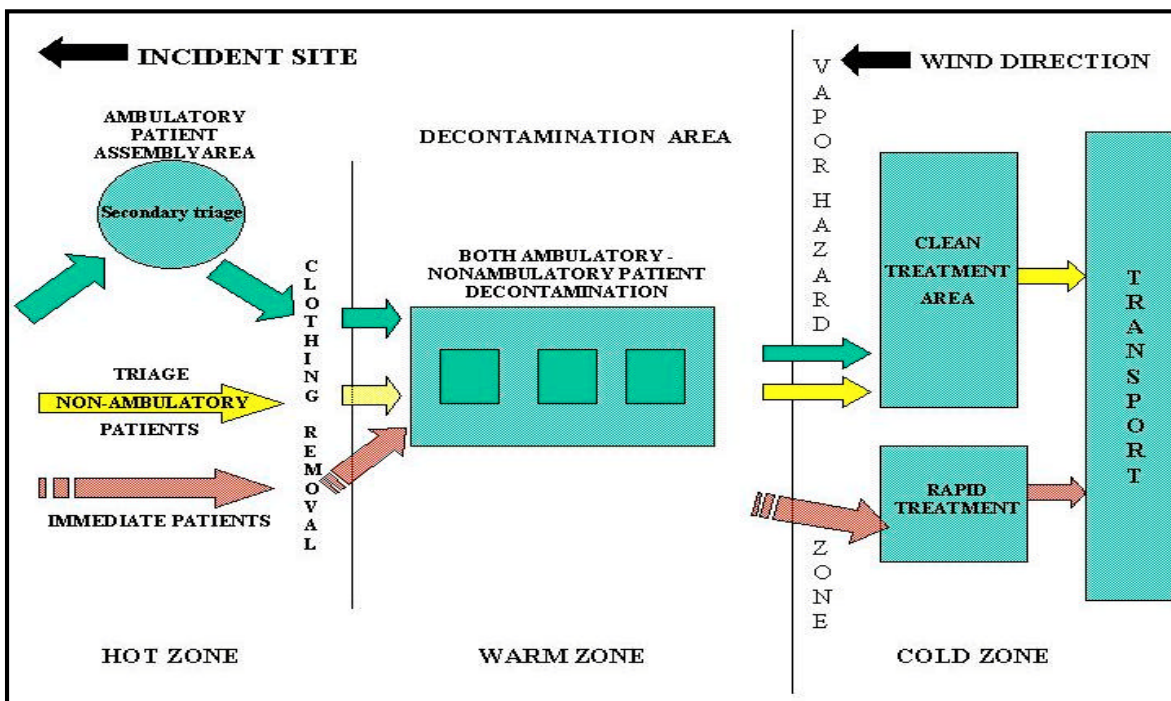 INCIDENT SITE
WIND DIRECTION
AMBULATORY
PATIENT
ASSEMBLY AREA
Secondary triage
DECONTAMINATION AREA
VAPOR HAZARD ZONE
CLOTHING REMOVAL
BOTH AMBULATORY -
NONAMBULATORY PATIENT
DECONTAMINATION
CLEAN
TREATMENT
AREA
TRANSPORT
TRIAGE
NON-AMBULATORY
PATIENTS
IMMEDIATE PATIENTS
RAPID
TREATMENT
HOT ZONE
WARM ZONE
COLD ZONE